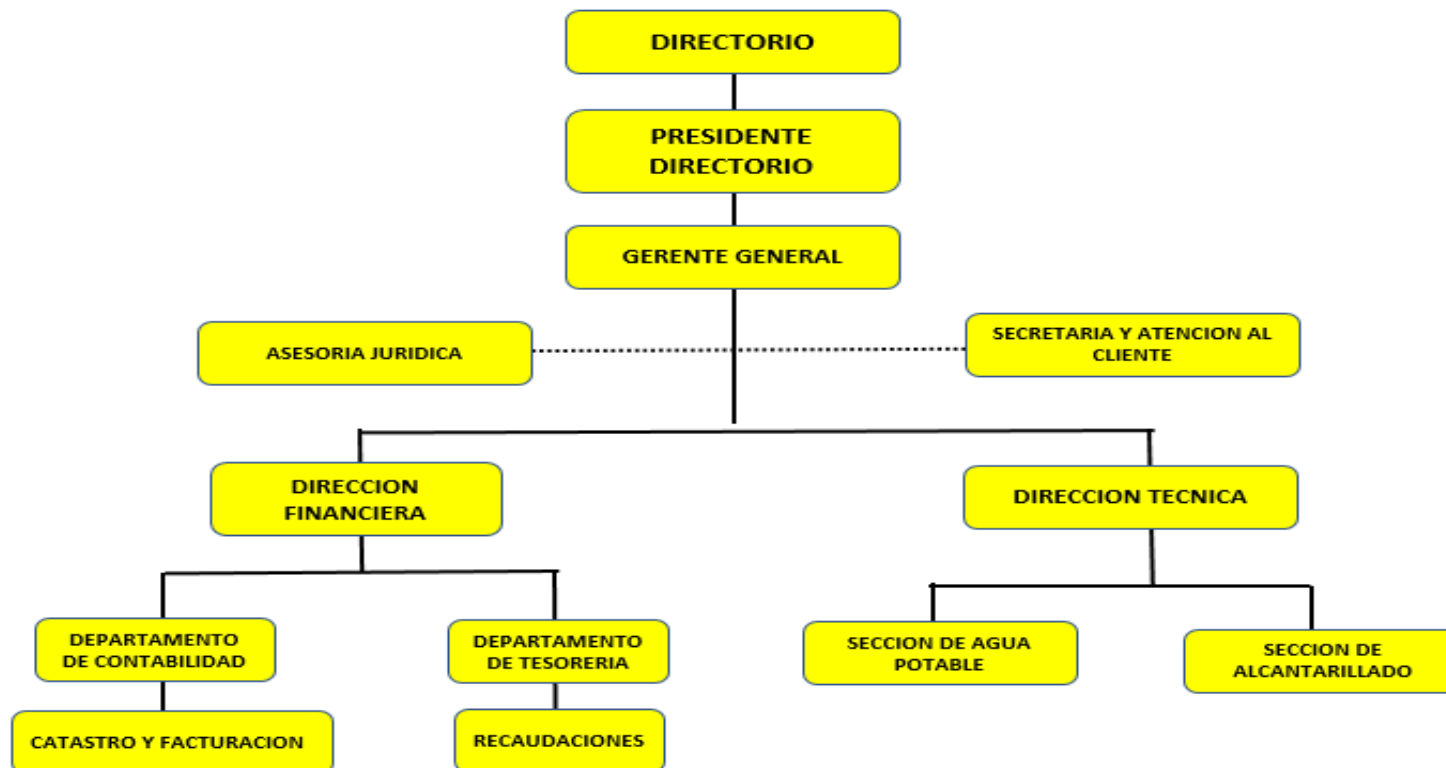 DIRECTORIO
PRESIDENTE
DIRECTORIO
GERENTE GENERAL
ASESORIA JURIDICA
SECRETARIA Y ATENCION AL
CLIENTE
DIRECCION
FINANCIERA
DIRECCION TECNICA
DEPARTAMENTO
DE CONTABILIDAD
DEPARTAMENTO
DE TESORERIA
SECCION DE AGUA
POTABLE
SECCION DE
ALCANTARILLADO
CATASTRO Y FACTURACION
RECAUDACIONES